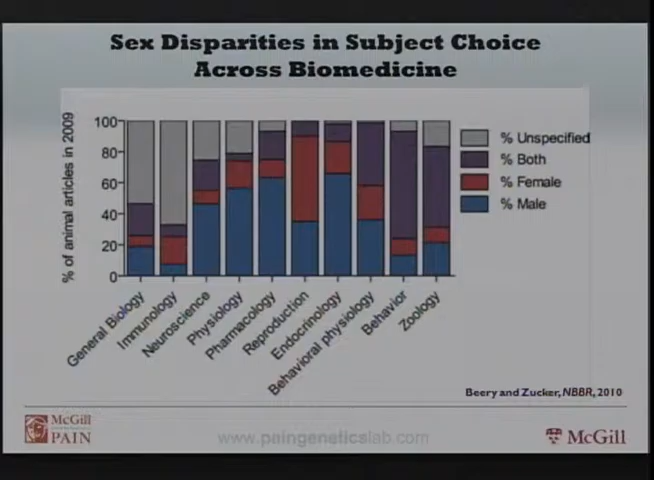 Sex Disparities in Subject Choice
Across Biomedicine
% of animal articles in 2009
100
80
60
40
20
0
General Biology
Immunology
Neuroscience
Physiology
Pharmacology
Reproduction
Endocrinology
Behavioral physiology
Behavior
Zoology
% Unspecified
% Both
% Female
% Male
Beery and Zucker, NBBR, 2010
McGill
PAIN
www.paingeneticslab.com
McGill